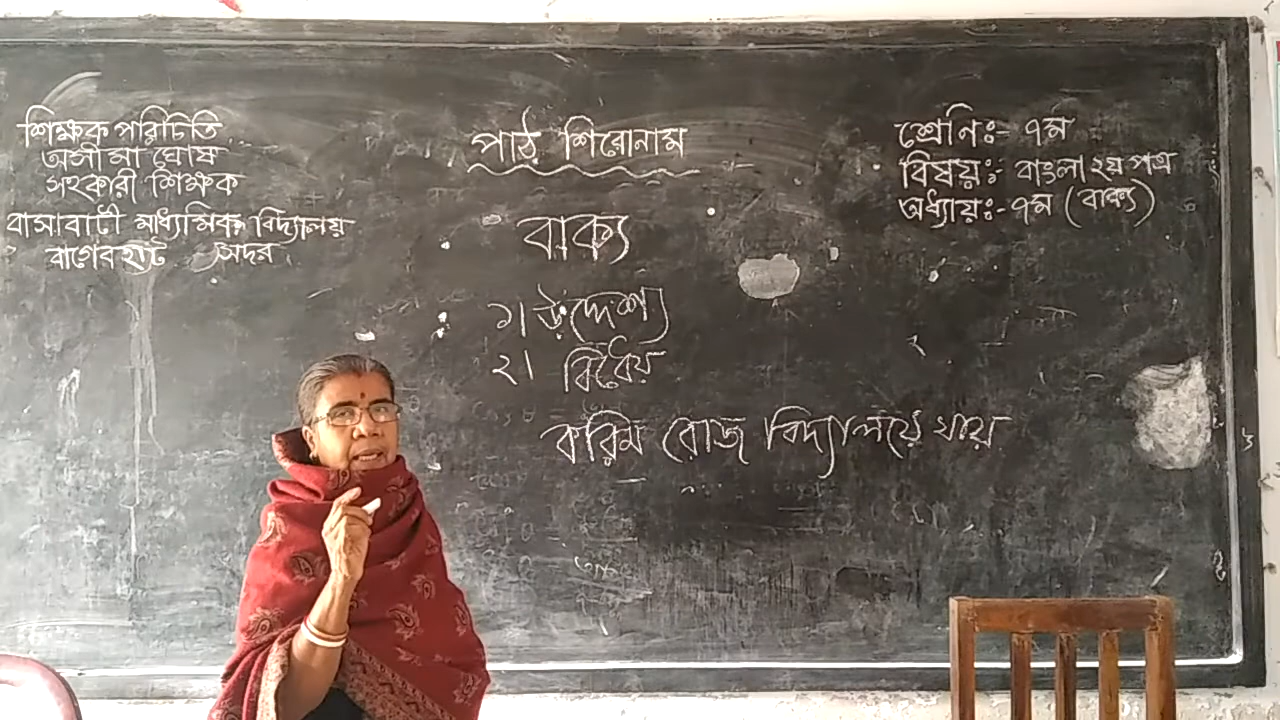 শিক্ষক পরিচিতি
অসীমা ঘোষ
সহকারী শিক্ষক
বাসাবাটী মাধ্যমিক বিদ্যালয়
বাগেরহাট সদর
পাঠ শিরোনাম
বাক্য
১। উদ্দেশ্য
২। বিধেয়
করিম রোজ বিদ্যালয়ে যায়
শ্রেণিঃ- ৭ম
বিষয়ঃ- বাংলা ২য় পত্র
অধ্যায়ঃ- ৭ম (বাক্য)